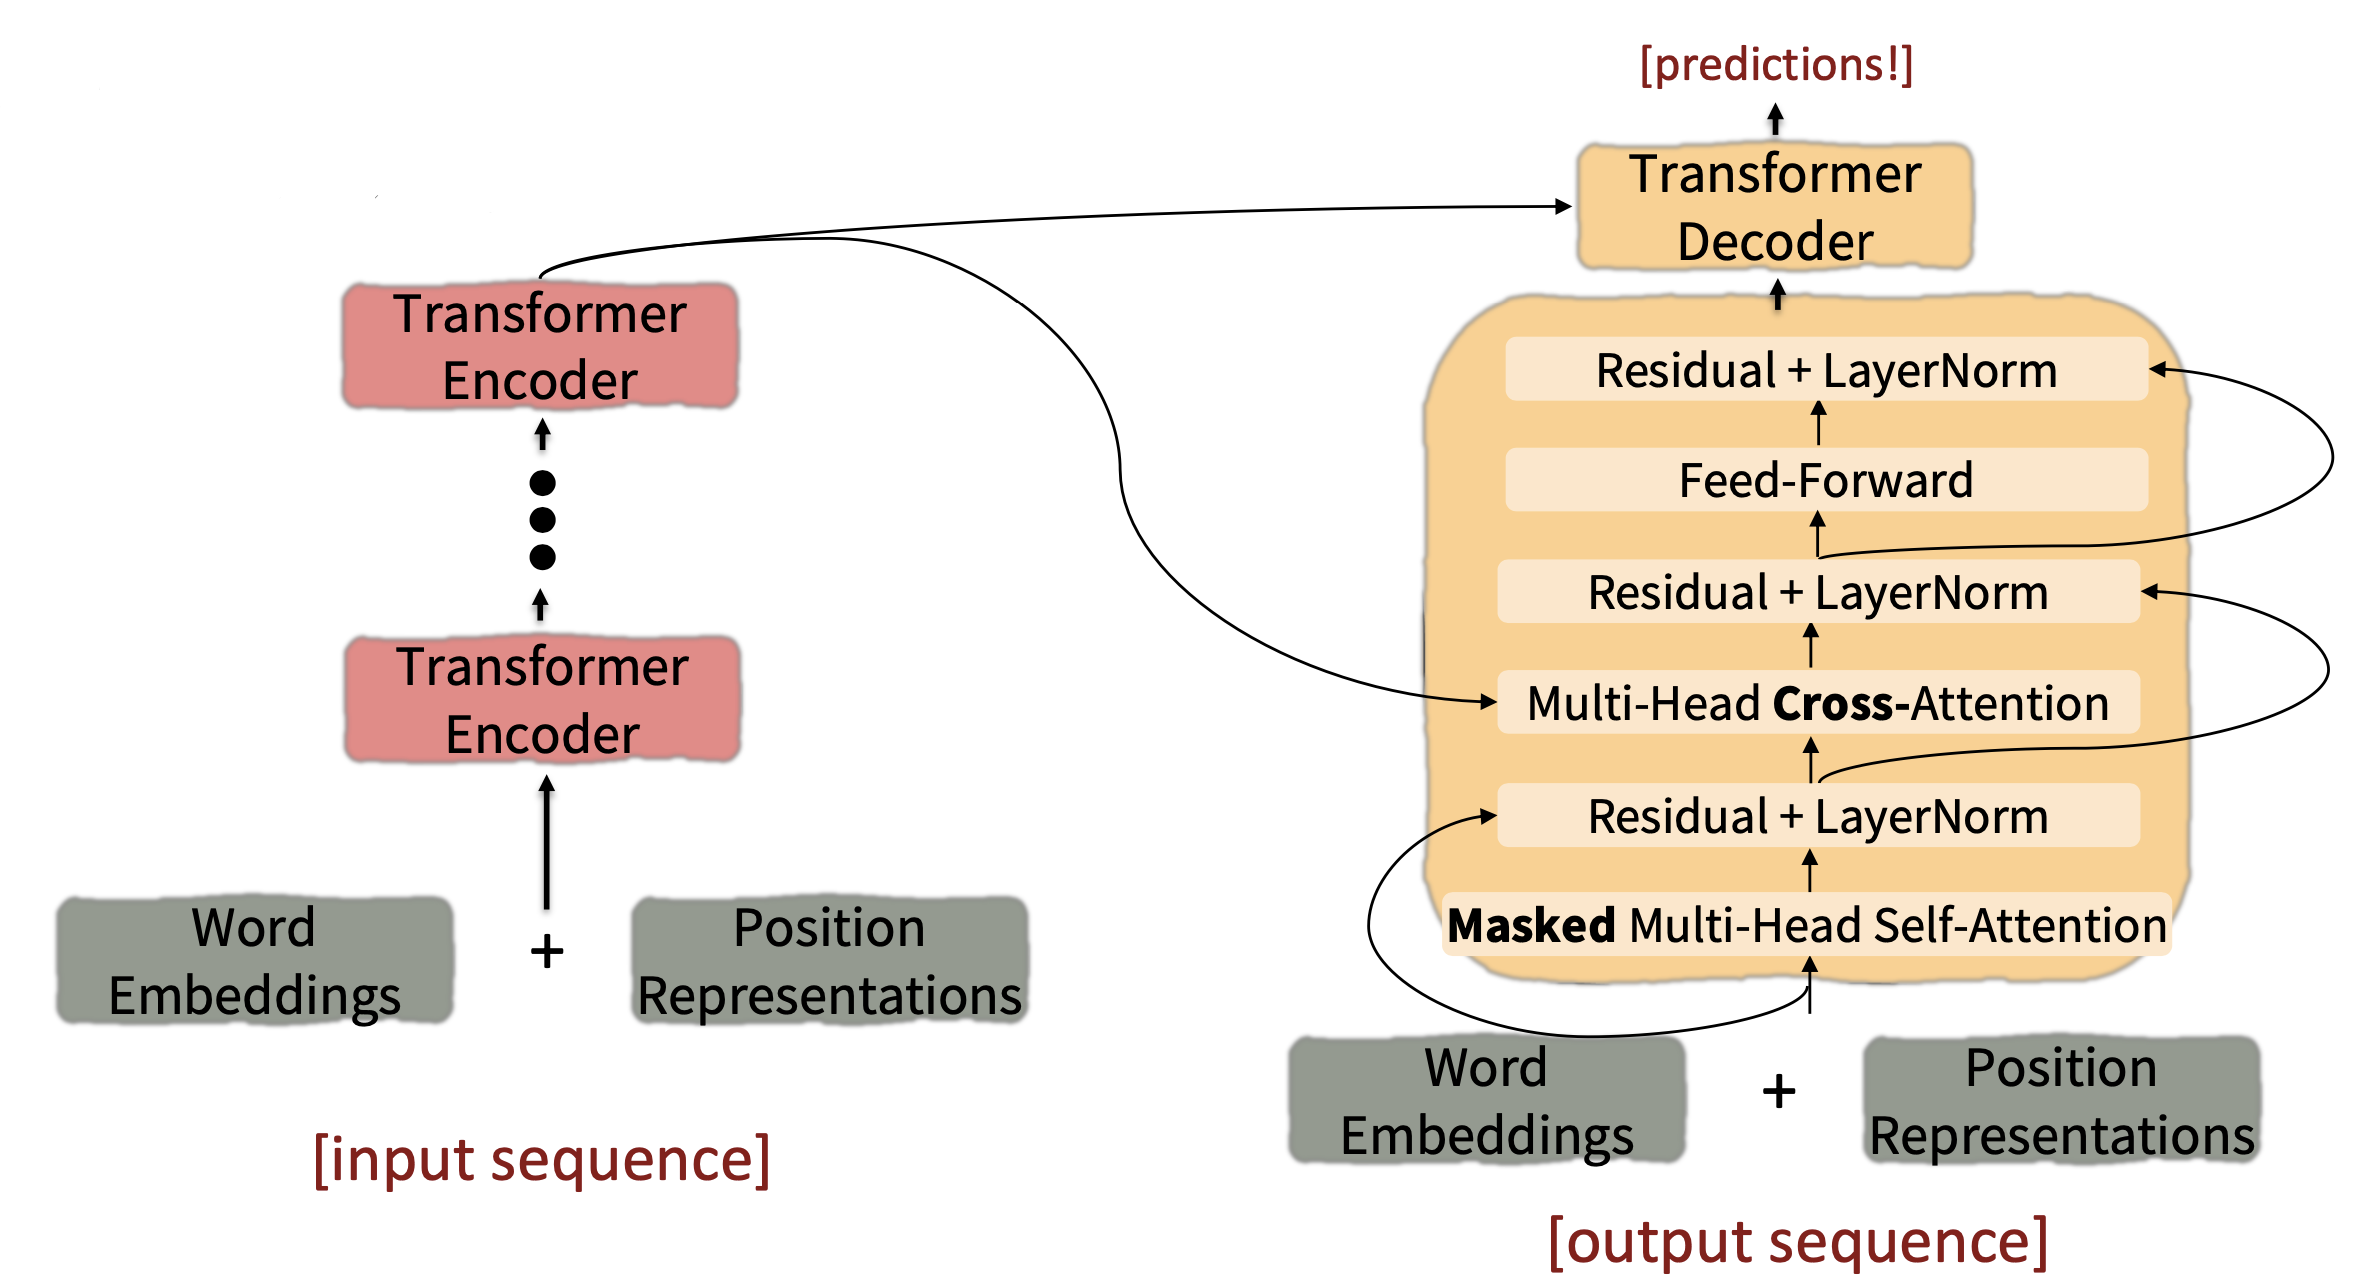 [predictions!]
Transformer
Decoder
Transformer
Encoder
Transformer
Encoder
Word
Embeddings
+
Position
Representations
[input sequence]
Residual + LayerNorm
Feed-Forward
Residual + LayerNorm
Multi-Head Cross-Attention
Residual + LayerNorm
Masked Multi-Head Self-Attention
Word
Embeddings
+
Position
Representations
[output sequence]